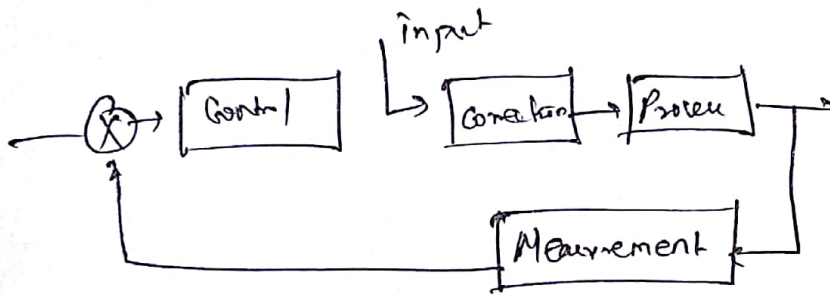 input
Control
Correction
Process
Measurement